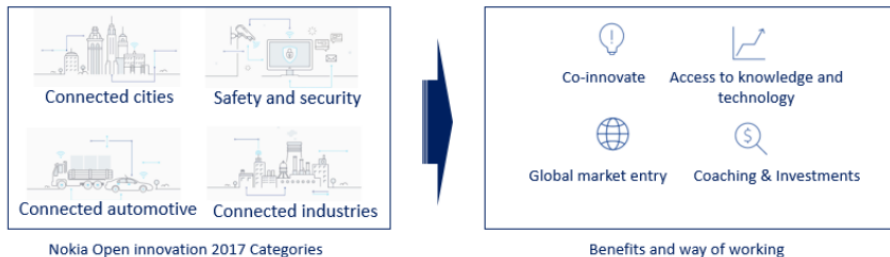 Connected cities
Safety and security
Connected automotive
Connected industries
Nokia Open innovation 2017 Categories
Co-innovate
Access to knowledge and
technology
Global market entry
Coaching & Investments
Benefits and way of working